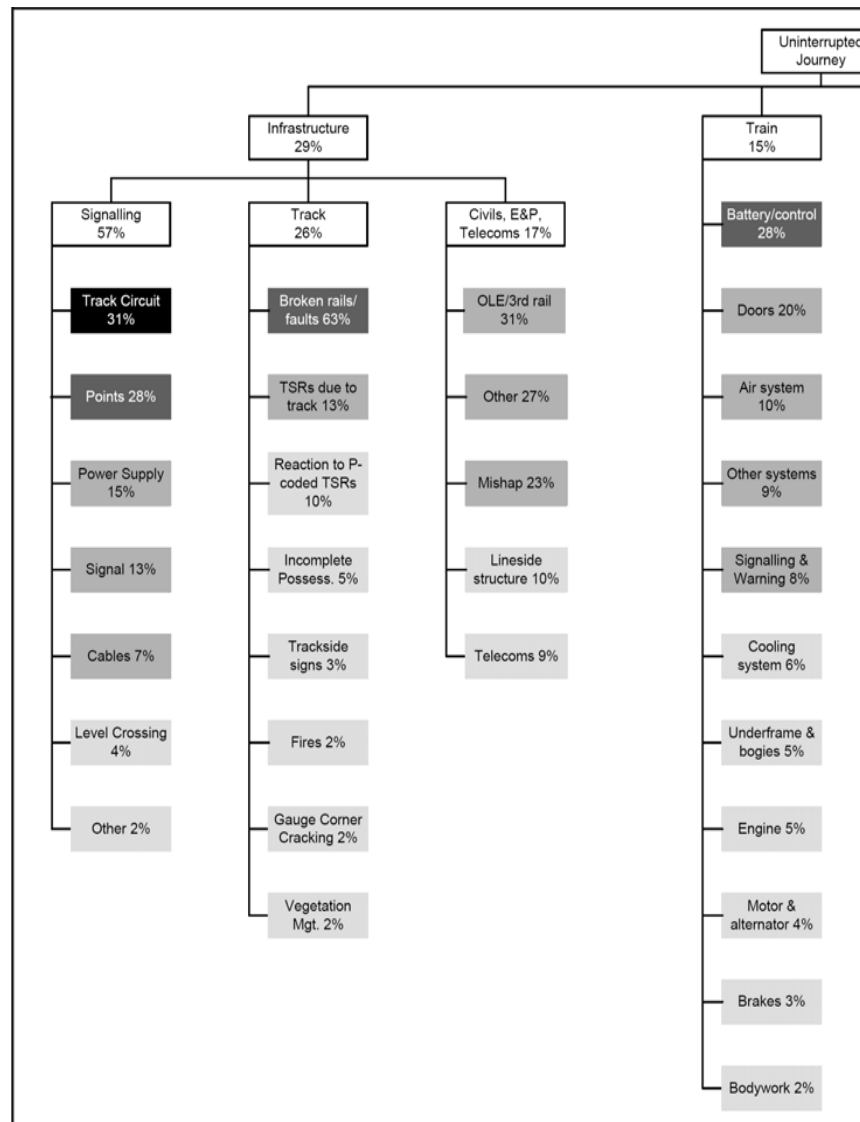 Uninterrupted
Journey
Infrastructure
29%
Train
15%
Signalling
57%
Track
26%
Civils, E&P,
Telecoms 17%
Battery/control
28%
Track Circuit
31%
Broken rails/
faults 63%
OLE/3rd rail
31%
Doors 20%
Points 28%
TSRs due to
track 13%
Other 27%
Air system
10%
Power Supply
15%
Reaction to P-
coded TSRs
10%
Mishap 23%
Other systems
9%
Signal 13%
Incomplete
Possess. 5%
Lineside
structure 10%
Signalling &
Warning 8%
Cables 7%
Trackside
signs 3%
Telecoms 9%
Cooling
system 6%
Level Crossing
4%
Fires 2%
Underframe &
bogies 5%
Other 2%
Gauge Corner
Cracking 2%
Engine 5%
Vegetation
Mgt. 2%
Motor &
alternator 4%
Brakes 3%
Bodywork 2%